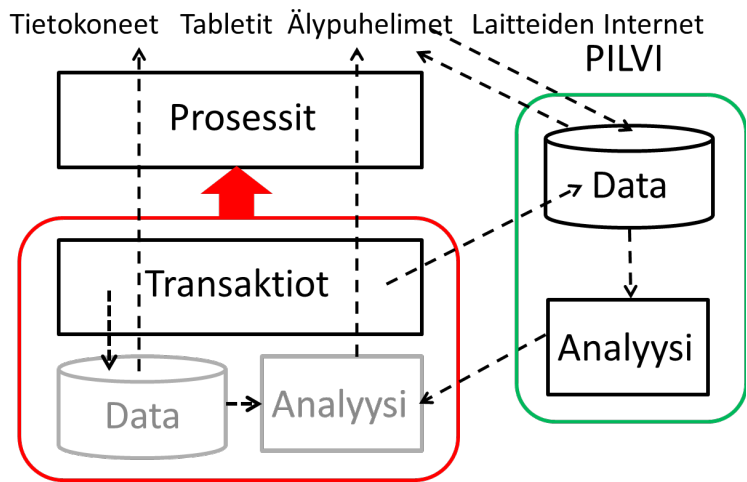 Tietokoneet Tabletit Älypuhelimet Laitteiden Internet
PILVI
Prosessit
Data
Transaktiot
Analyysi
Data
Analyysi